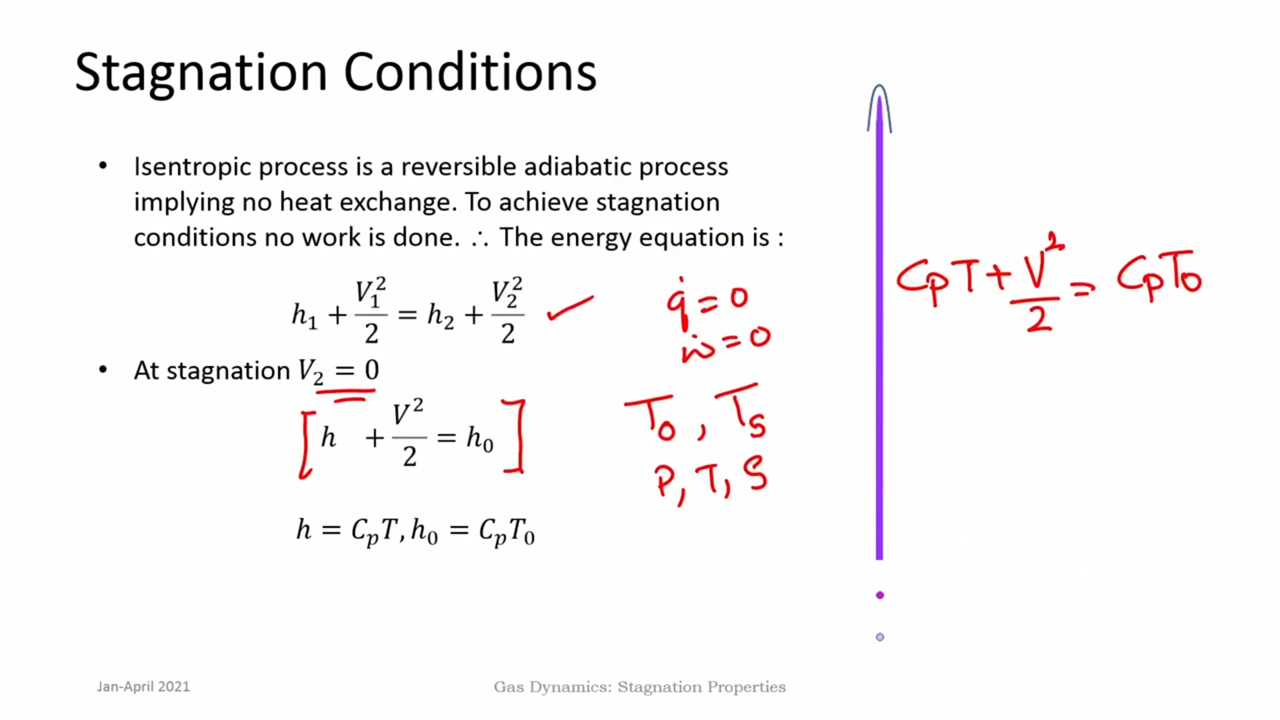 Stagnation Conditions
• Isentropic process is a reversible adiabatic process
implying no heat exchange. To achieve stagnation
conditions no work is done. ∴ The energy equation is :
h₁ + V₁²/2 = h₂ + V₂²/2 ✓
q̇ = 0
ẇ = 0
CpT + V²/2 = CpT₀
• At stagnation V₂ = 0
[h + V²/2 = h₀]
T₀, Tₛ
P, T, S
h = CₚT, h₀ = CₚT₀
Jan-April 2021
Gas Dynamics: Stagnation Properties